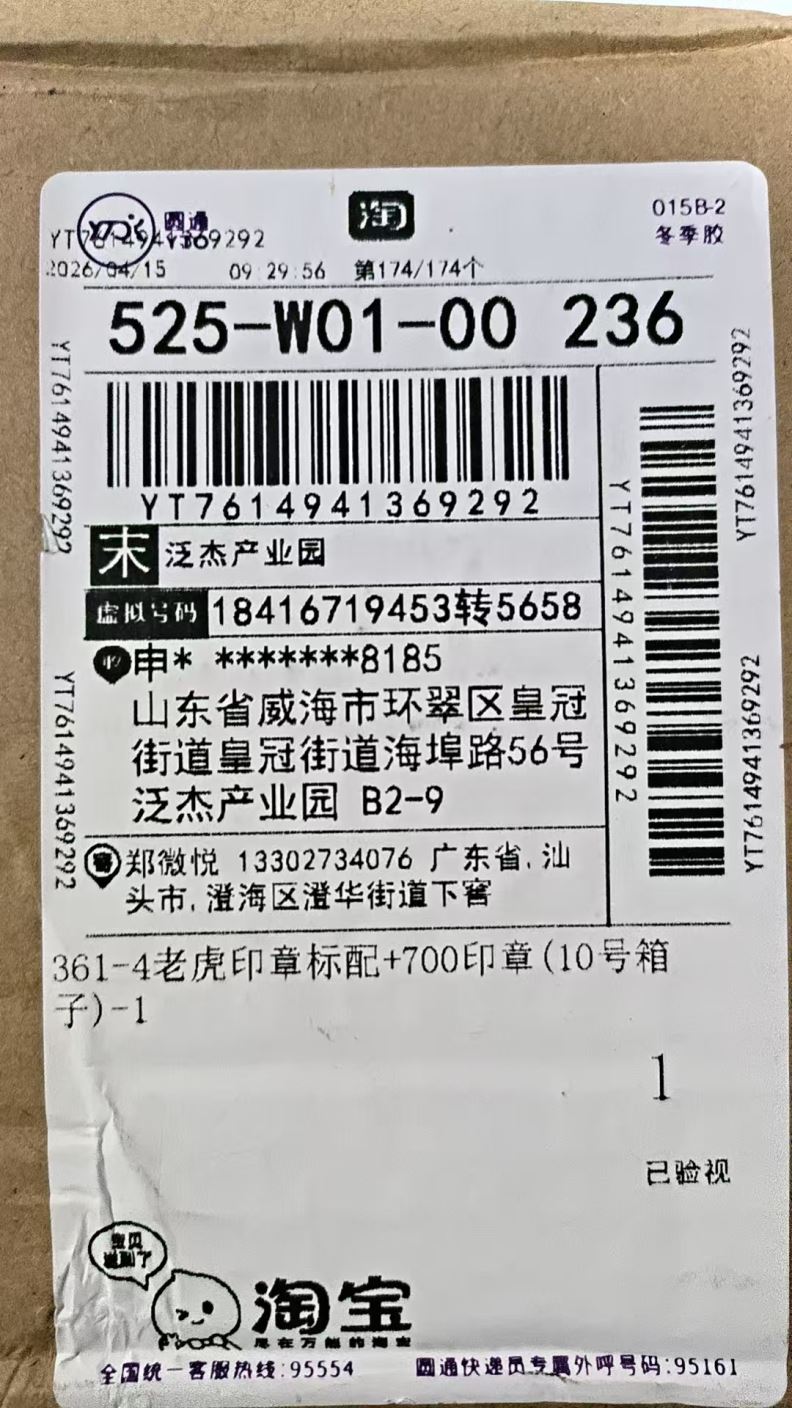 圆通
淘
015B-2
YT7614941369292
冬季胶
2026/04/15 09:29:56 第174/174个
525-W01-00 236
YT7614941369292
YT7614941369292
YT7614941369292
YT7614941369292
YT7614941369292
YT7614941369292
末 泛杰产业园
虚拟号码 18416719453转5658
收 申* *******8185
山东省威海市环翠区皇冠
街道皇冠街道海埠路56号
泛杰产业园 B2-9
寄 郑微悦 13302734076 广东省,汕
头市,澄海区澄华街道下窖
361-4老虎印章标配+700印章(10号箱
子)-1
1
已验视
宝贝
淘宝
全国统一客服热线:95554 圆通快递员专属外呼号码:95161